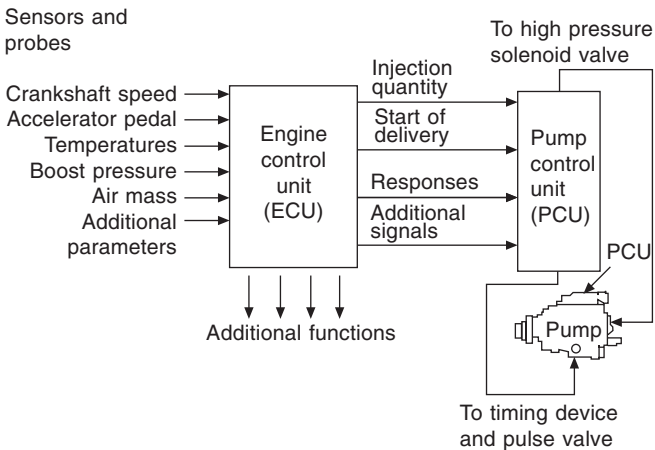 Sensors and
probes
Crankshaft speed
Accelerator pedal
Temperatures
Boost pressure
Air mass
Additional
parameters
Engine
control
unit
(ECU)
Additional functions
Injection
quantity
Start of
delivery
Responses
Additional
signals
To high pressure
solenoid valve
Pump
control
unit
(PCU)
PCU
Pump
To timing device
and pulse valve